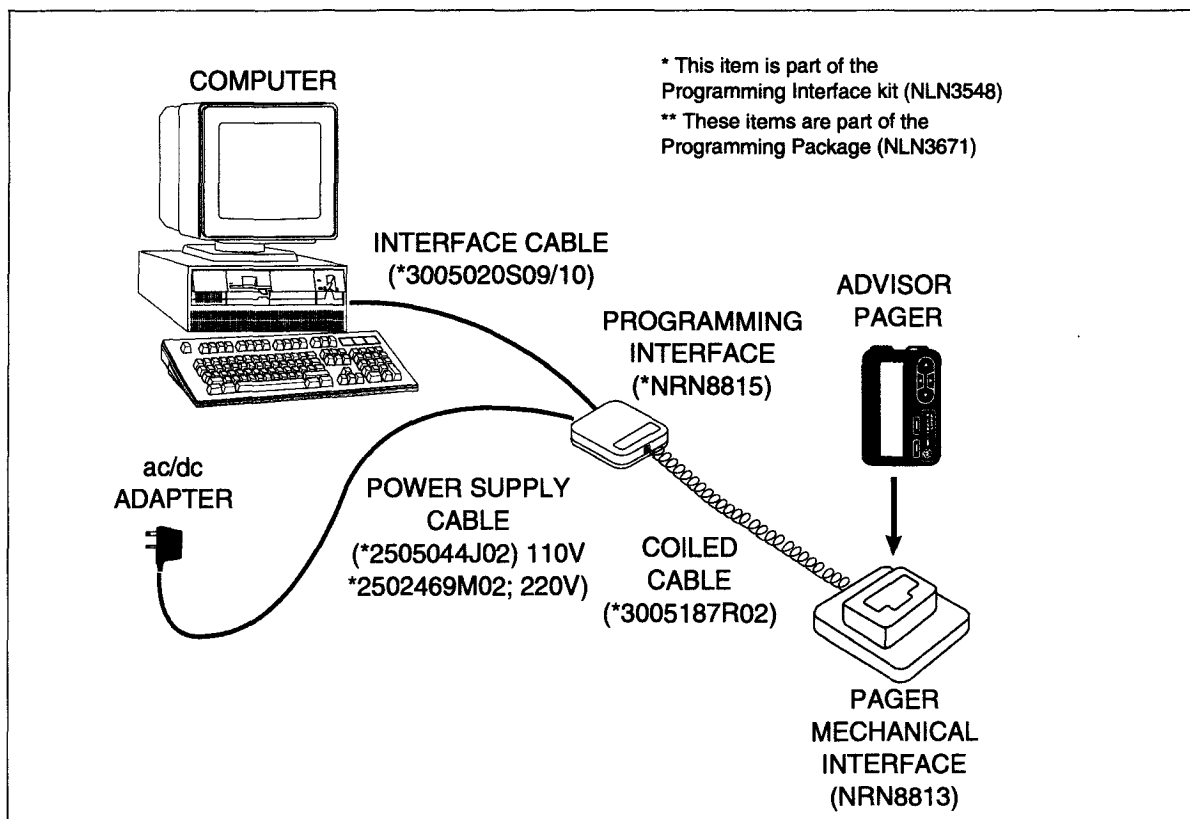 COMPUTER
* This item is part of the
Programming Interface kit (NLN3548)
** These items are part of the
Programming Package (NLN3671)
INTERFACE CABLE
(*3005020S09/10)
ADVISOR
PAGER
PROGRAMMING
INTERFACE
(*NRN8815)
ac/dc
ADAPTER
POWER SUPPLY
CABLE
(*2505044J02) 110V
*2502469M02; 220V)
COILED
CABLE
(*3005187R02)
PAGER
MECHANICAL
INTERFACE
(NRN8813)